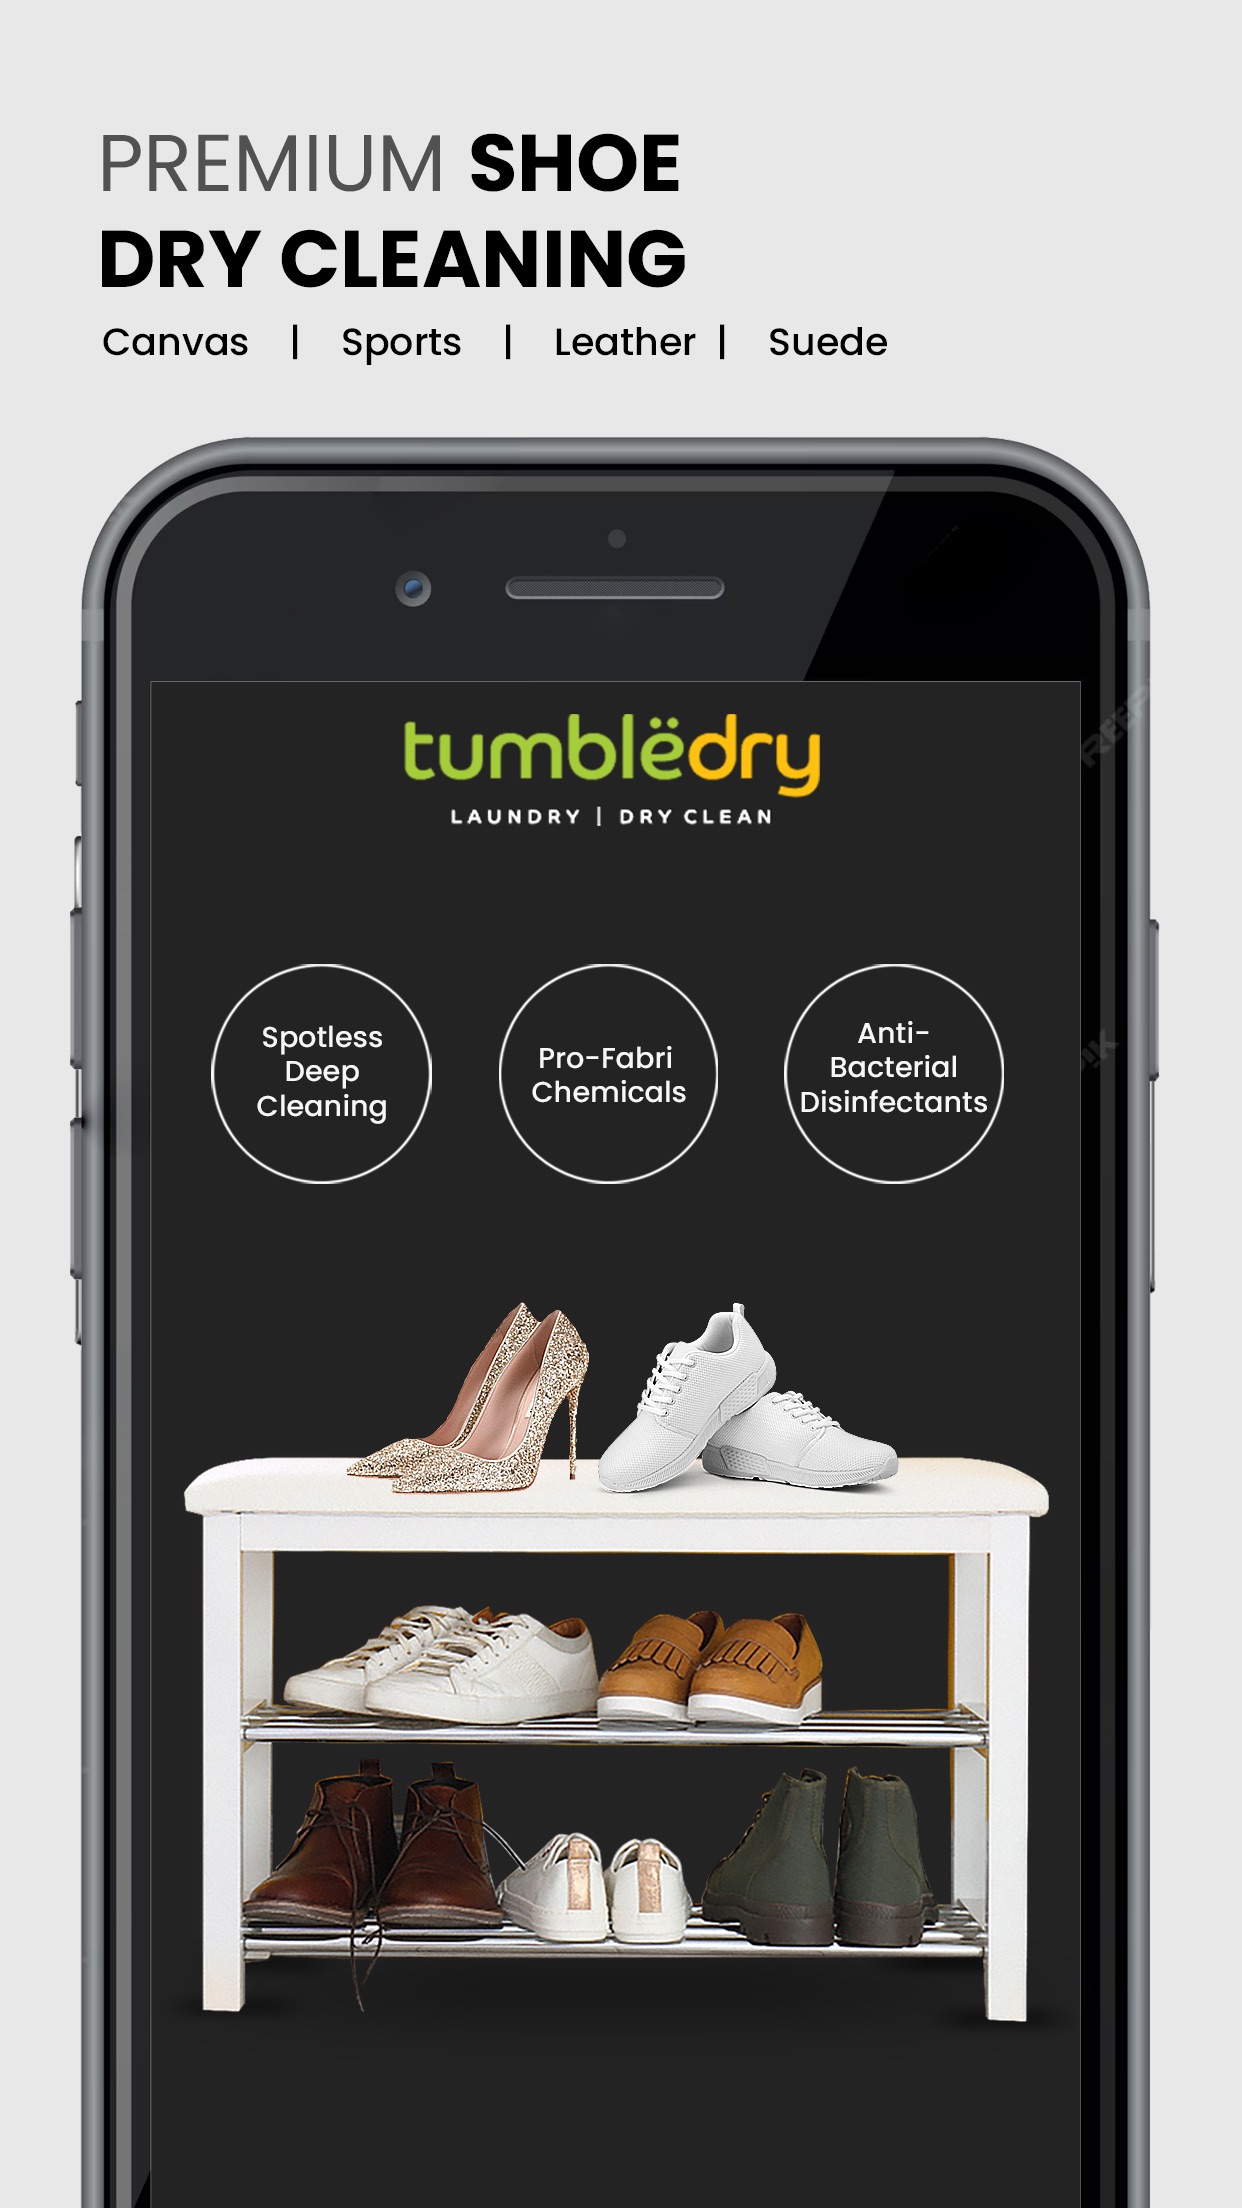 PREMIUM SHOE
DRY CLEANING
Canvas | Sports | Leather | Suede
tumblëdry
LAUNDRY | DRY CLEAN
Spotless
Deep
Cleaning
Pro-Fabri
Chemicals
Anti-
Bacterial
Disinfectants